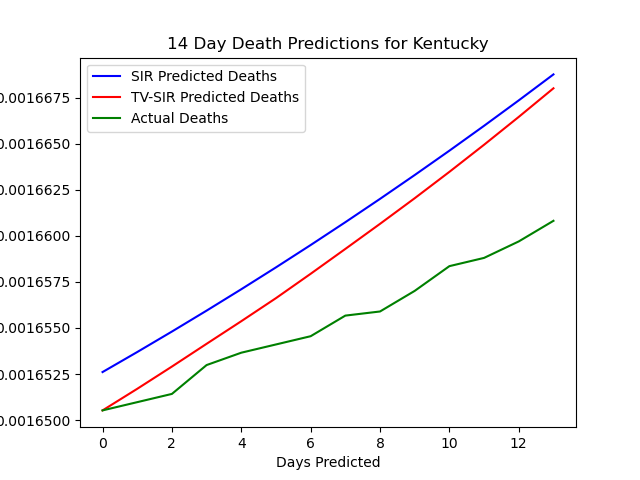 14 Day Death Predictions for Kentucky
SIR Predicted Deaths
TV-SIR Predicted Deaths
Actual Deaths
0.0016675
0.0016650
0.0016625
0.0016600
0.0016575
0.0016550
0.0016525
0.0016500
0 2 4 6 8 10 12
Days Predicted